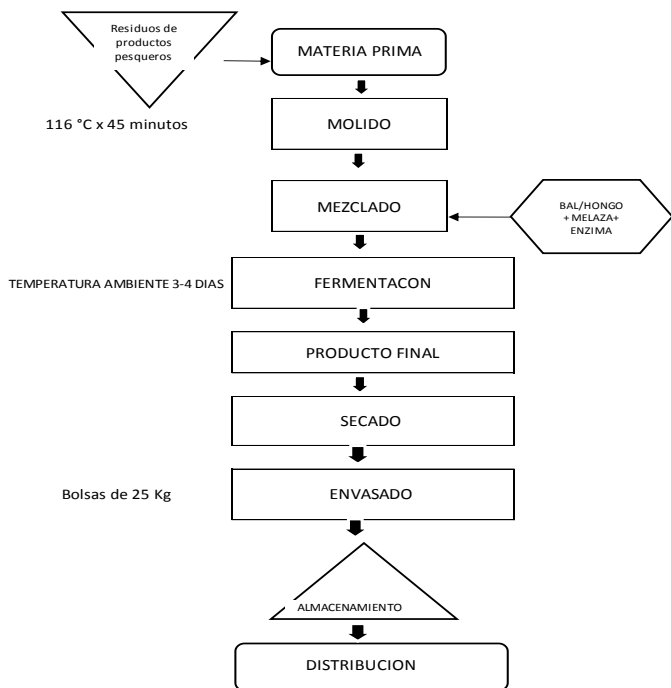 Residuos de
productos
pesqueros
MATERIA PRIMA
116 °C x 45 minutos
MOLIDO
MEZCLADO
BAL/HONGO
+ MELAZA+
ENZIMA
TEMPERATURA AMBIENTE 3-4 DIAS
FERMENTACON
PRODUCTO FINAL
SECADO
Bolsas de 25 Kg
ENVASADO
ALMACENAMIENTO
DISTRIBUCION